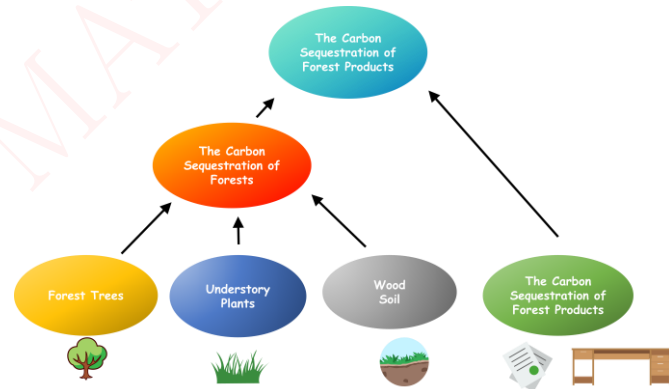 The Carbon
Sequestration of
Forest Products
The Carbon
Sequestration of
Forests
Forest Trees
Understory
Plants
Wood
Soil
The Carbon
Sequestration of
Forest Products